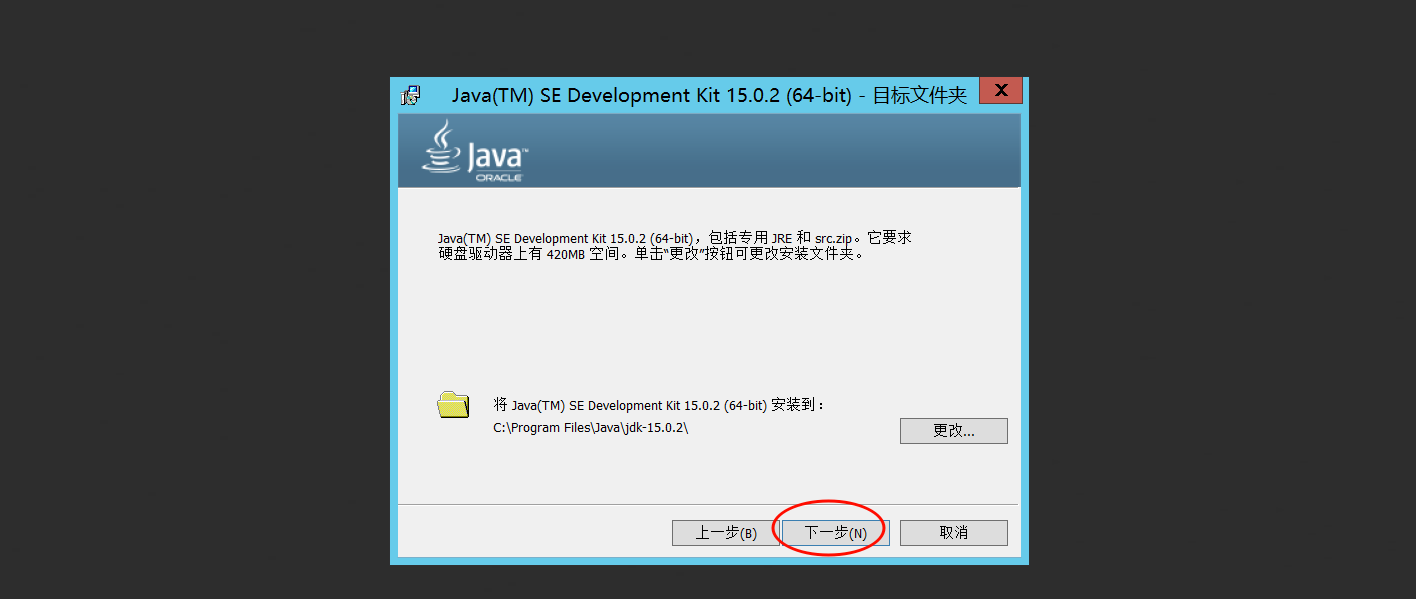 Java(TM) SE Development Kit 15.0.2 (64-bit) - 目标文件夹
X
Java™
ORACLE
Java(TM) SE Development Kit 15.0.2 (64-bit)，包括专用 JRE 和 src.zip。它要求
硬盘驱动器上有 420MB 空间。单击“更改”按钮可更改安装文件夹。
将 Java(TM) SE Development Kit 15.0.2 (64-bit) 安装到：
C:\Program Files\Java\jdk-15.0.2\
更改...
上一步(B) 下一步(N) 取消